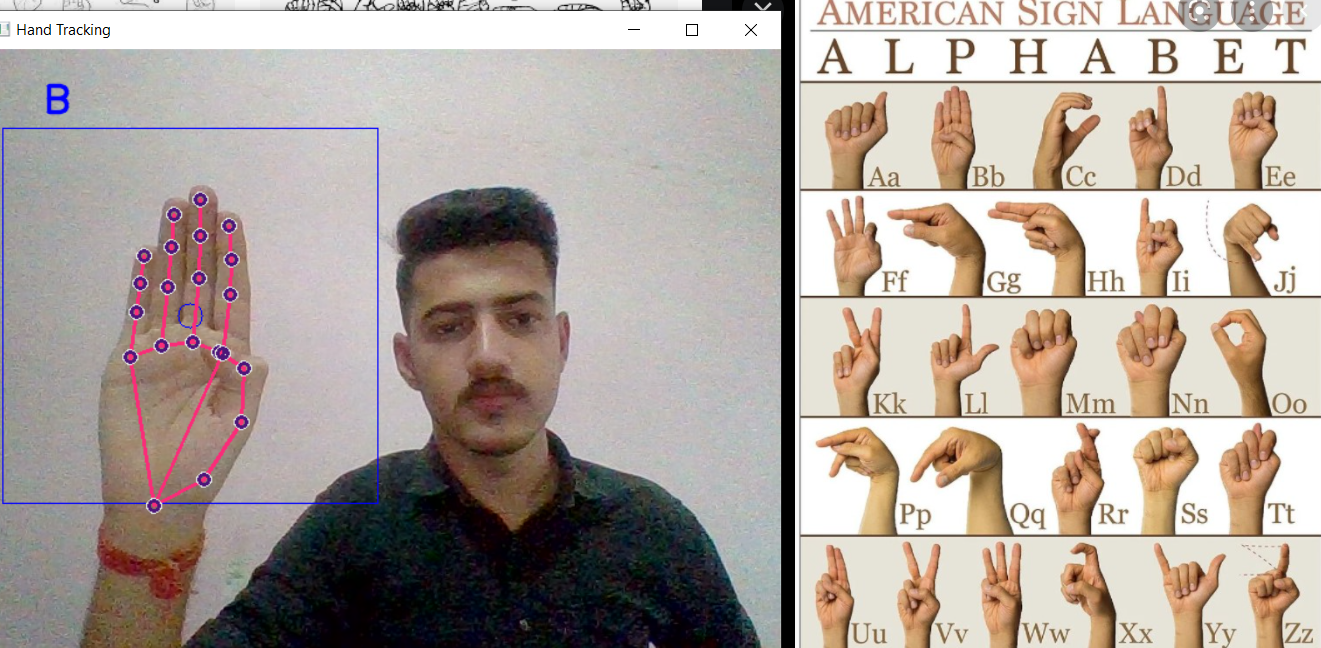 Hand Tracking
B
AMERICAN SIGN LANGUAGE
ALPHABET
Aa Bb Cc Dd Ee
Ff Gg Hh Ii Jj
Kk Ll Mm Nn Oo
Pp Qq Rr Ss Tt
Uu Vv Ww Xx Yy Zz